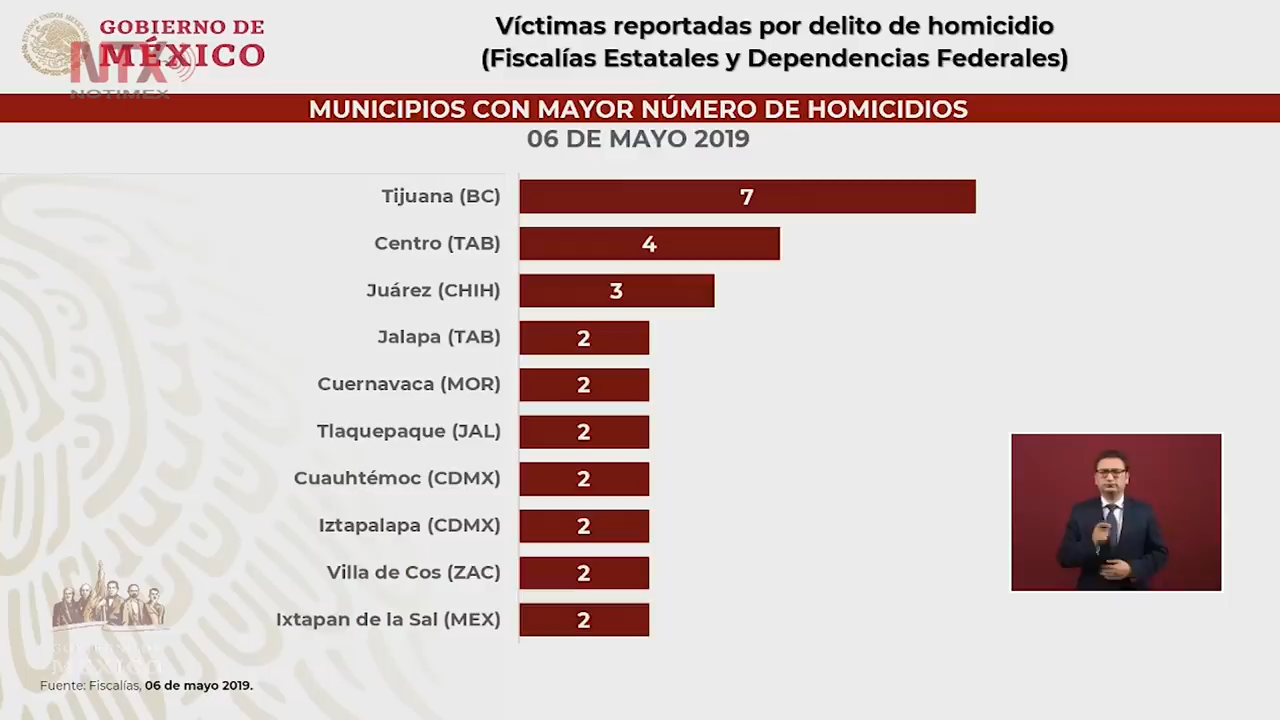 GOBIERNO DE
MÉXICO
NTX
NOTIMEX
Víctimas reportadas por delito de homicidio
(Fiscalías Estatales y Dependencias Federales)
MUNICIPIOS CON MAYOR NÚMERO DE HOMICIDIOS
06 DE MAYO 2019
Tijuana (BC) 7
Centro (TAB) 4
Juárez (CHIH) 3
Jalapa (TAB) 2
Cuernavaca (MOR) 2
Tlaquepaque (JAL) 2
Cuauhtémoc (CDMX) 2
Iztapalapa (CDMX) 2
Villa de Cos (ZAC) 2
Ixtapan de la Sal (MEX) 2
MÉXICO
Fuente: Fiscalías, 06 de mayo 2019.